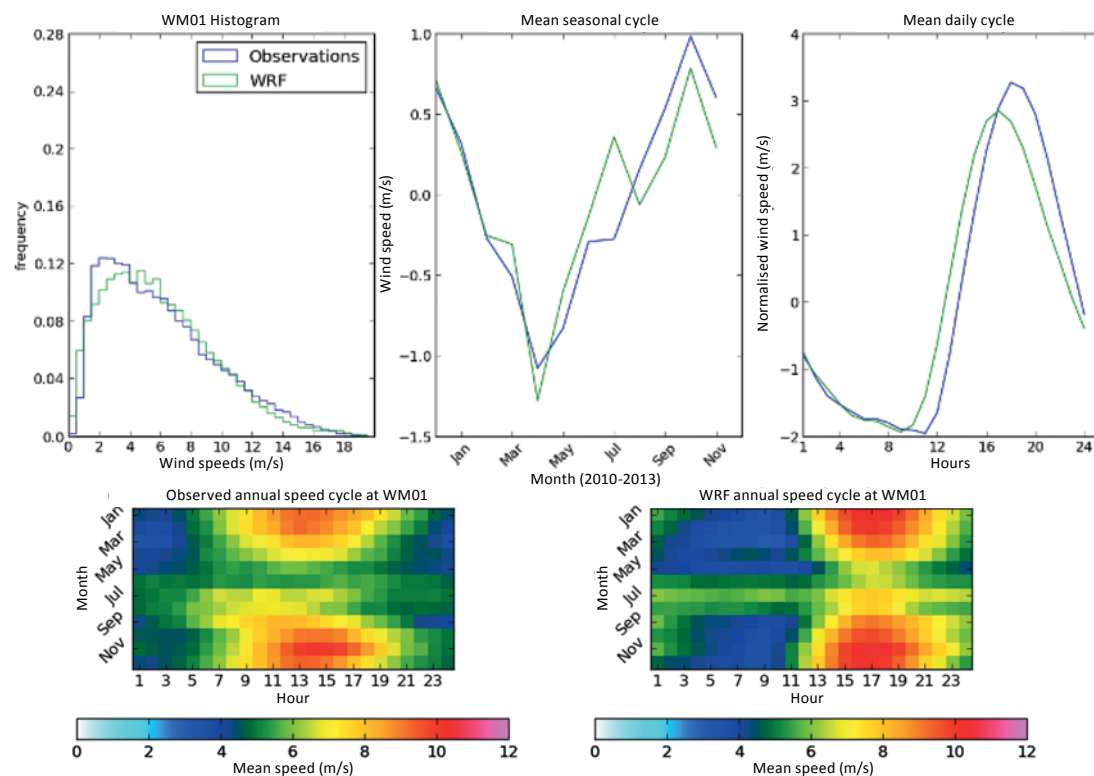 WM01 Histogram
0.28
0.24
0.2
0.16
0.12
0.08
0.04
0.0
frequency
Observations
WRF
0 2 4 6 8 10 12 14 16 18
Wind speeds (m/s)
Mean seasonal cycle
1.0
0.5
0.0
−0.5
−1.0
−1.5
Wind speed (m/s)
Jan Mar May Jul Sep Nov
Month (2010-2013)
Mean daily cycle
4
3
2
1
0
−1
−2
Normalised wind speed (m/s)
1 4 8 12 16 20 24
Hours
Observed annual speed cycle at WM01
Jan
Mar
May
Jul
Sep
Nov
Month
1 3 5 7 9 11 13 15 17 19 21 23
Hour
0 2 4 6 8 10 12
Mean speed (m/s)
WRF annual speed cycle at WM01
Jan
Mar
May
Jul
Sep
Nov
Month
1 3 5 7 9 11 13 15 17 19 21 23
Hour
0 2 4 6 8 10 12
Mean speed (m/s)